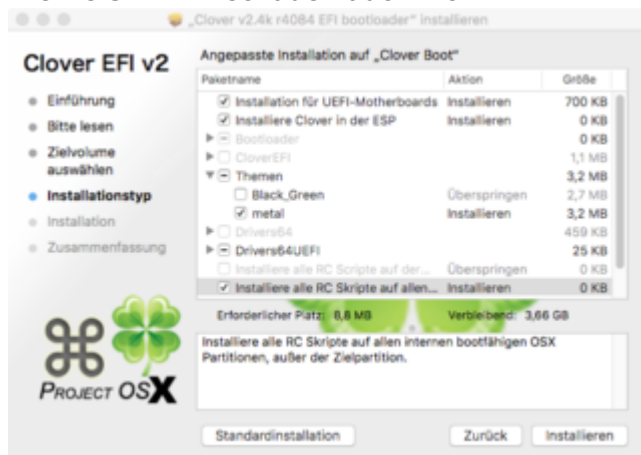 „Clover v2.4k r4084 EFI bootloader" installieren
Clover EFI v2
Angepasste Installation auf „Clover Boot"
Paketname Aktion Größe
Einführung
Bitte lesen
Zielvolume
auswählen
Installationstyp
Installation
Zusammenfassung
Installation für UEFI-Motherboards Installieren 700 KB
Installiere Clover in der ESP Installieren 0 KB
Bootloader 0 KB
CloverEFI 1,1 MB
Themen 3,2 MB
Black_Green Überspringen 2,7 MB
metal Installieren 3,2 MB
Drivers64 459 KB
Drivers64UEFI 25 KB
Installiere alle RC Scripte auf der... Überspringen 0 KB
Installiere alle RC Skripte auf allen... Installieren 0 KB
Erforderlicher Platz: 8,8 MB Verbleibend: 3,66 GB
Installiere alle RC Skripte auf allen internen bootfähigen OSX
Partitionen, außer der Zielpartition.
PROJECT OSX
Standardinstallation Zurück Installieren